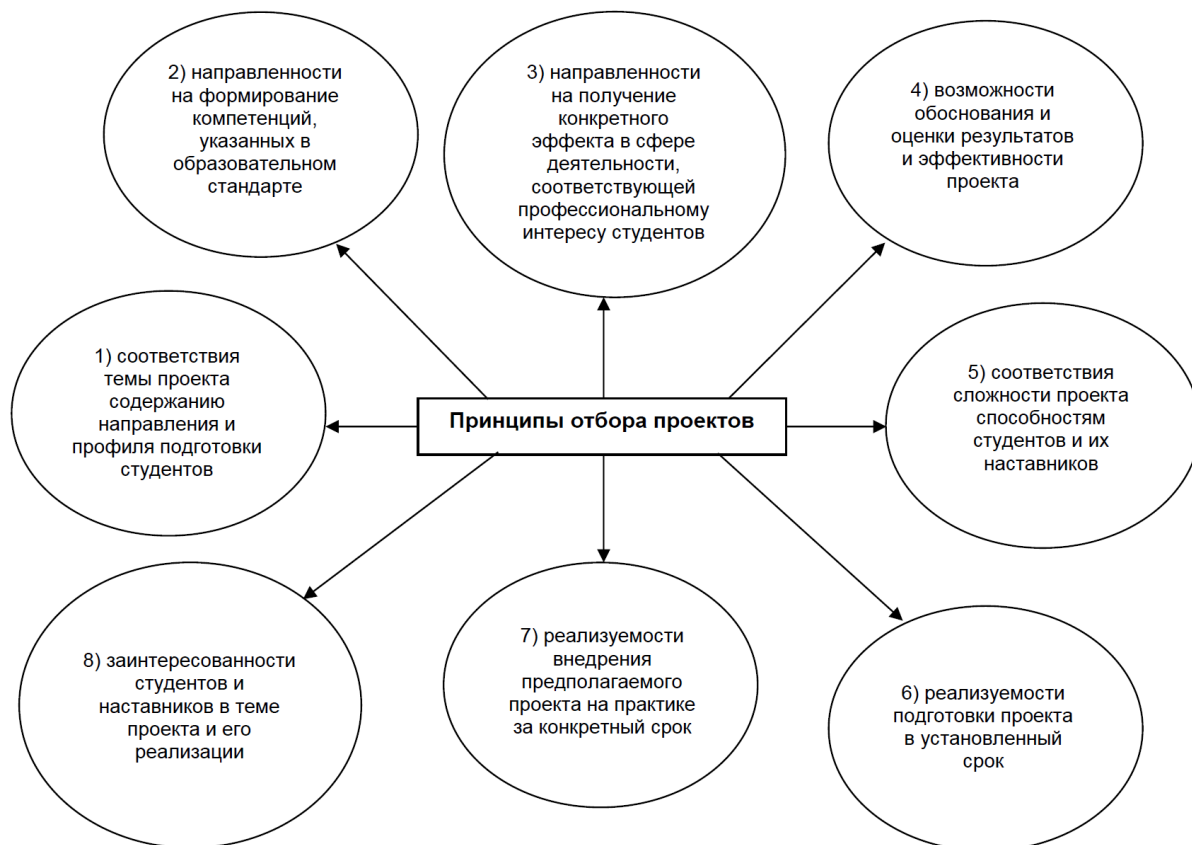 2) направленности
на формирование
компетенций,
указанных в
образовательном
стандарте
3) направленности
на получение
конкретного
эффекта в сфере
деятельности,
соответствующей
профессиональному
интересу студентов
4) возможности
обоснования и
оценки результатов
и эффективности
проекта
1) соответствия
темы проекта
содержанию
направления и
профиля подготовки
студентов
Принципы отбора проектов
5) соответствия
сложности проекта
способностям
студентов и их
наставников
8) заинтересованности
студентов и
наставников в теме
проекта и его
реализации
7) реализуемости
внедрения
предполагаемого
проекта на практике
за конкретный срок
6) реализуемости
подготовки проекта
в установленный
срок